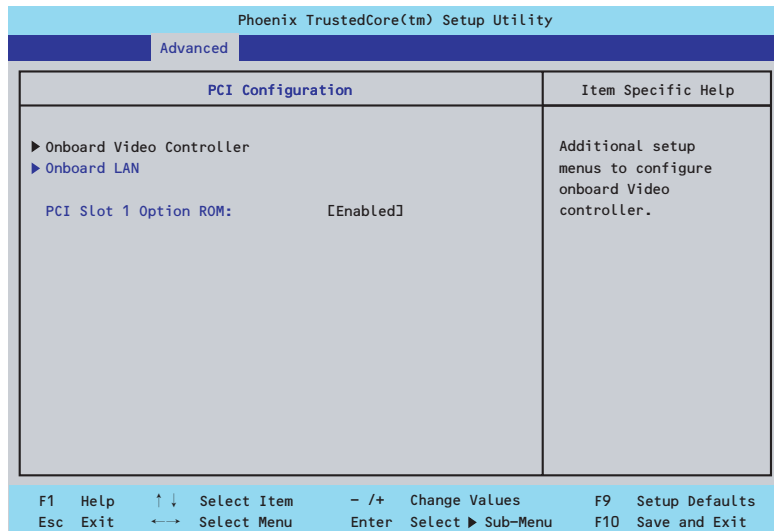 Phoenix TrustedCore(tm) Setup Utility
Advanced
PCI Configuration
Item Specific Help
▶ Onboard Video Controller
▶ Onboard LAN
PCI Slot 1 Option ROM: [Enabled]
Additional setup
menus to configure
onboard Video
controller.
F1 Help ↑↓ Select Item – /+ Change Values F9 Setup Defaults
Esc Exit ←→ Select Menu Enter Select ▶ Sub-Menu F10 Save and Exit